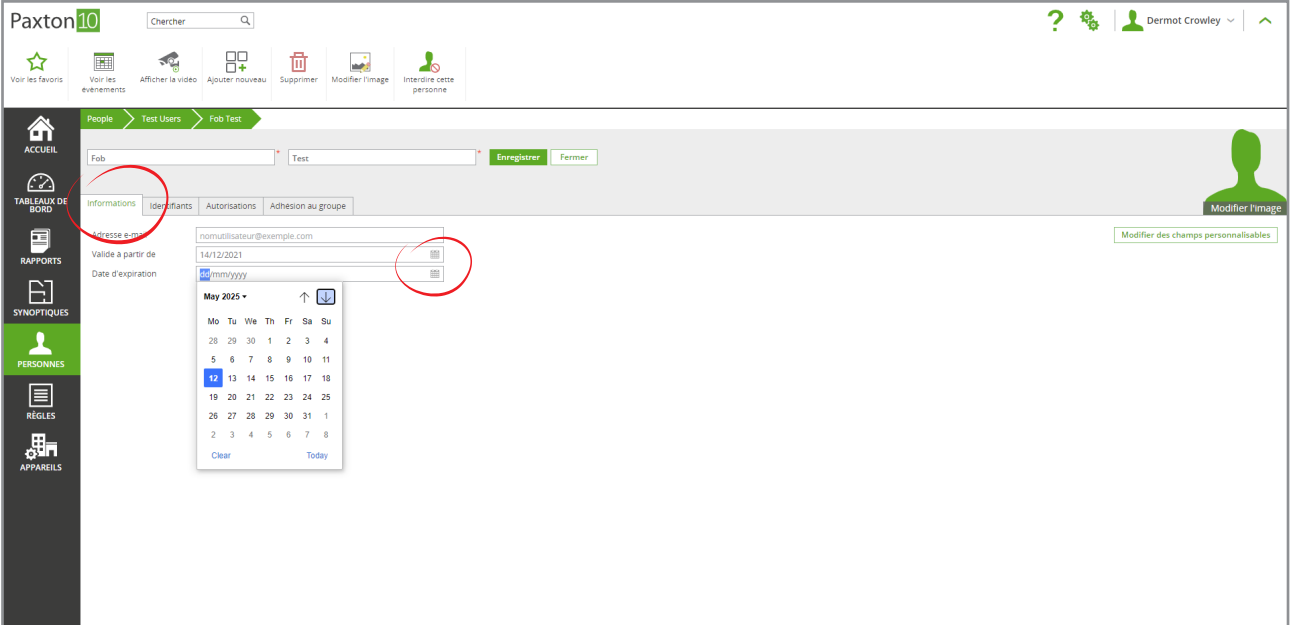 Paxton10
Chercher
Dermot Crowley
Voir les favoris
Voir les évènements
Afficher la vidéo
Ajouter nouveau
Supprimer
Modifier l'image
Interdire cette personne
ACCUEIL
TABLEAUX DE BORD
RAPPORTS
SYNOPTIQUES
PERSONNES
RÈGLES
APPAREILS
People
Test Users
Fob Test
Fob *
Test *
Enregistrer
Fermer
Modifier l'image
Informations
Identifiants
Autorisations
Adhésion au groupe
Adresse e-mail
nomutilisateur@exemple.com
Modifier des champs personnalisables
Valide à partir de
14/12/2021
Date d'expiration
dd/mm/yyyy
May 2025
Mo Tu We Th Fr Sa Su
28 29 30 1 2 3 4
5 6 7 8 9 10 11
12 13 14 15 16 17 18
19 20 21 22 23 24 25
26 27 28 29 30 31 1
2 3 4 5 6 7 8
Clear
Today